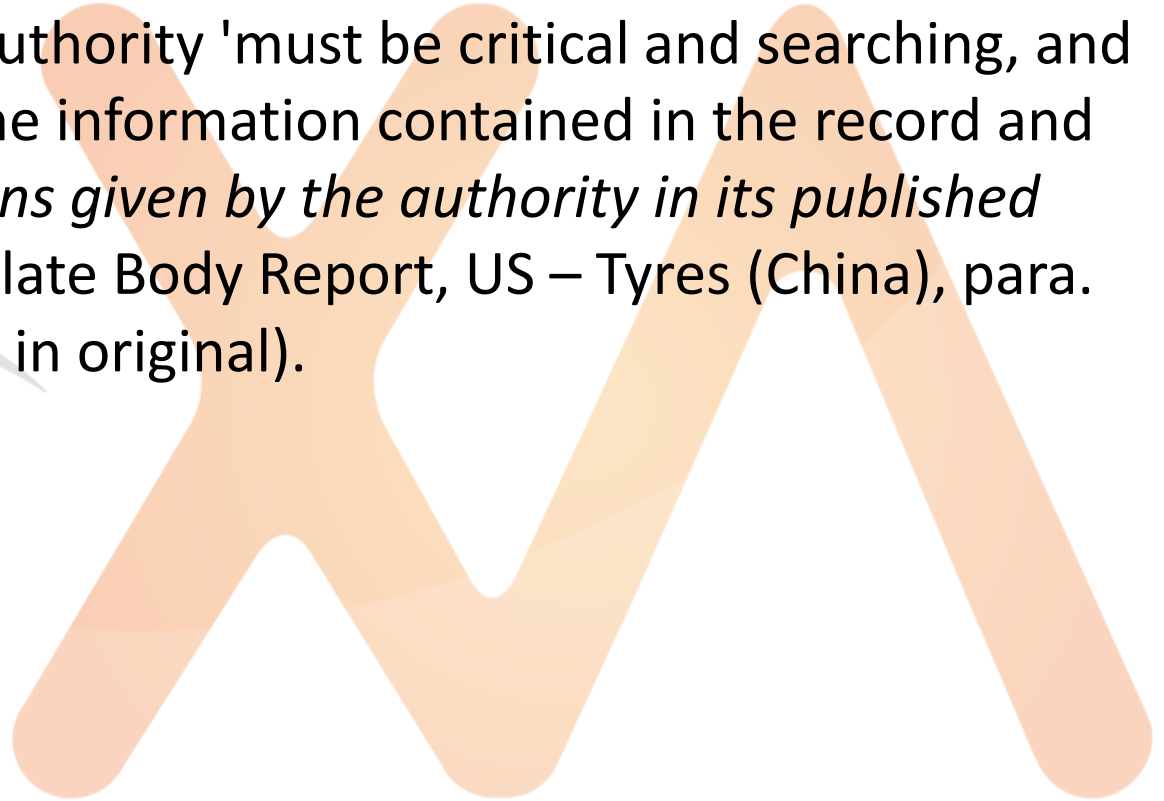 uthority 'must be critical and searching, and
e information contained in the record and
ns given by the authority in its published
late Body Report, US – Tyres (China), para.
in original).